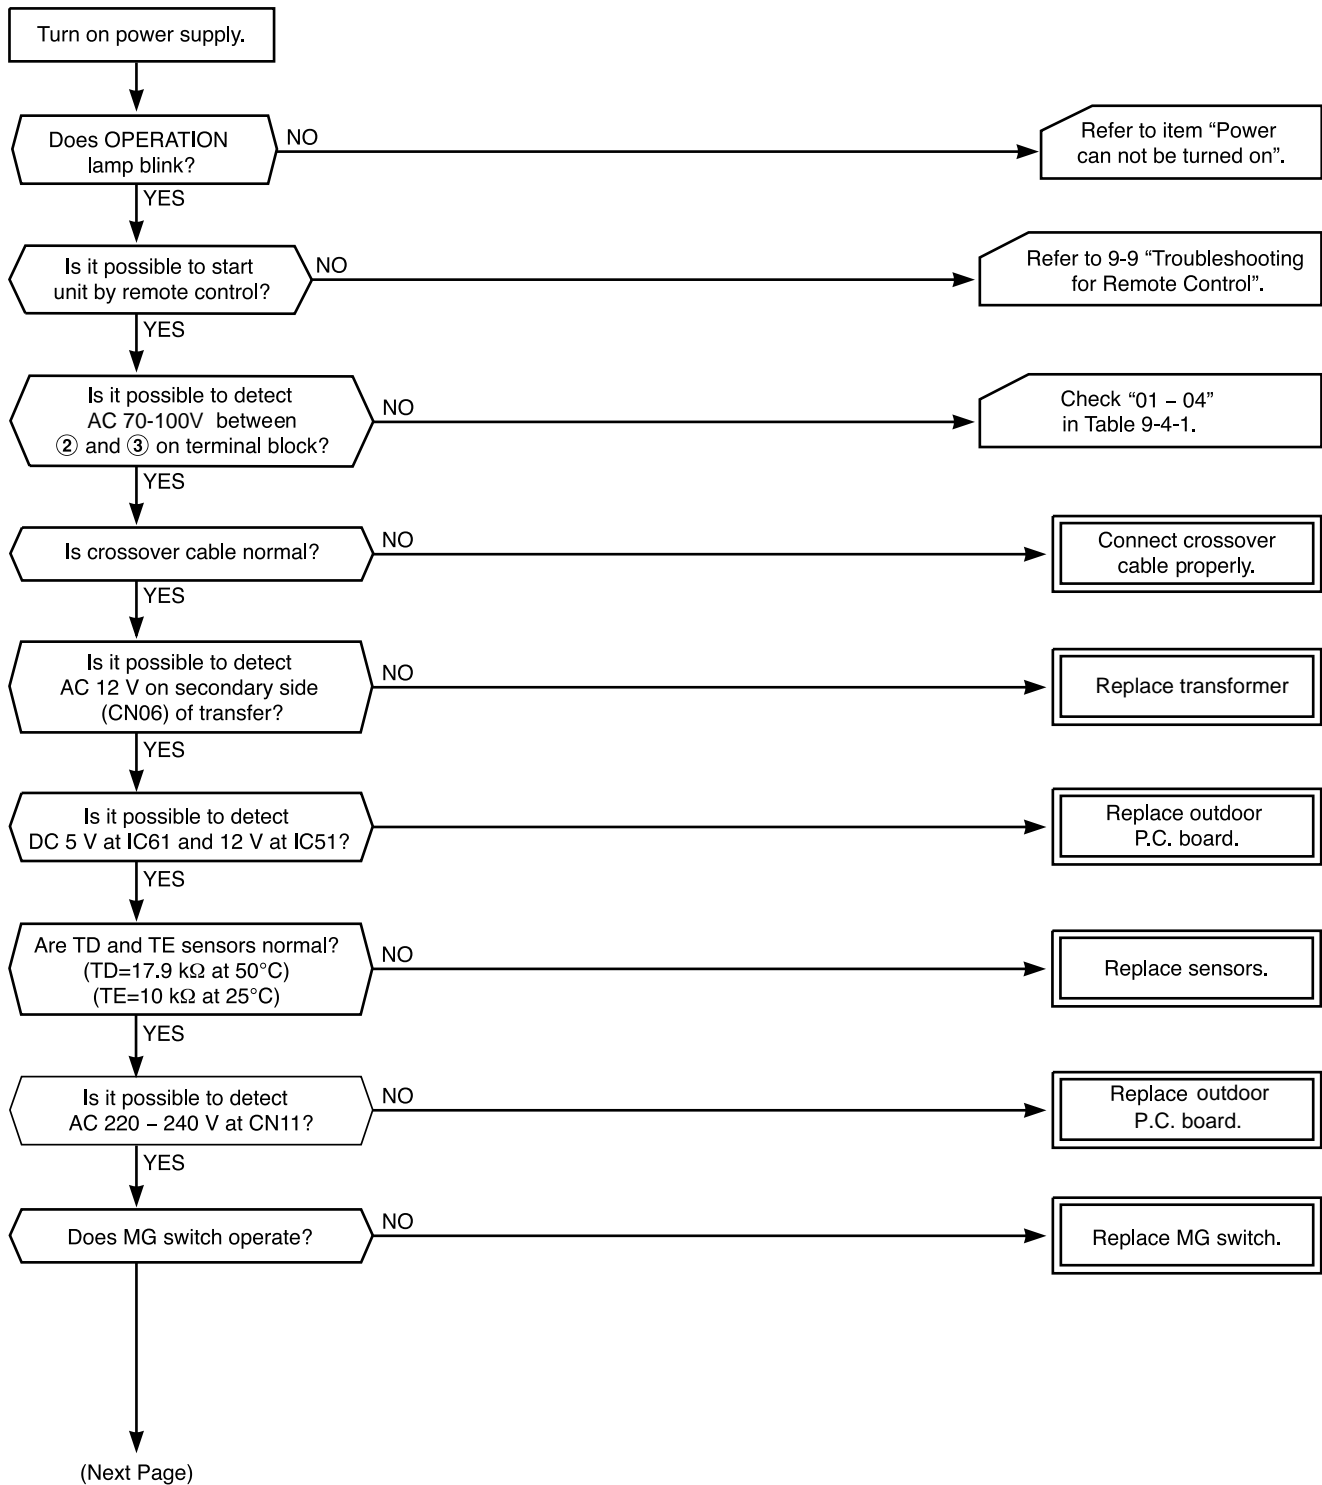 Turn on power supply.
Does OPERATION
lamp blink?
NO
Refer to item “Power
can not be turned on”.
YES
Is it possible to start
unit by remote control?
NO
Refer to 9-9 “Troubleshooting
for Remote Control”.
YES
Is it possible to detect
AC 70-100V between
② and ③ on terminal block?
NO
Check “01 – 04”
in Table 9-4-1.
YES
Is crossover cable normal?
NO
Connect crossover
cable properly.
YES
Is it possible to detect
AC 12 V on secondary side
(CN06) of transfer?
NO
Replace transformer
YES
Is it possible to detect
DC 5 V at IC61 and 12 V at IC51?
Replace outdoor
P.C. board.
YES
Are TD and TE sensors normal?
(TD=17.9 kΩ at 50°C)
(TE=10 kΩ at 25°C)
NO
Replace sensors.
YES
Is it possible to detect
AC 220 – 240 V at CN11?
NO
Replace outdoor
P.C. board.
YES
Does MG switch operate?
NO
Replace MG switch.
(Next Page)